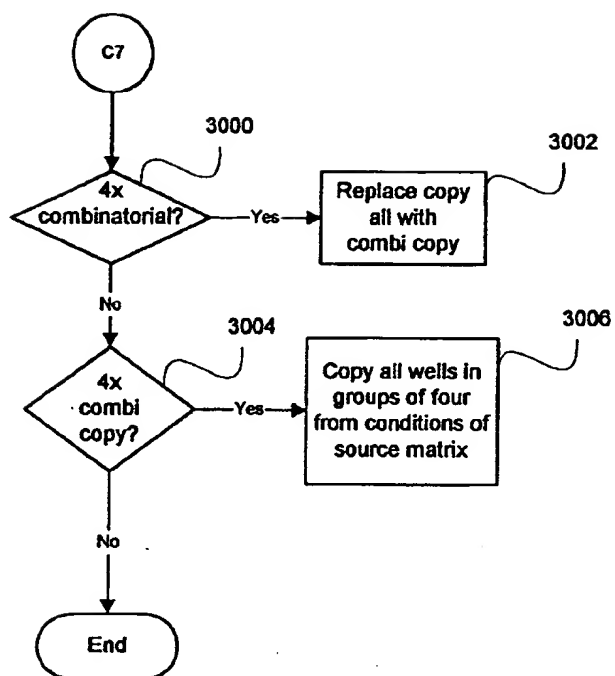 C7
3000
4x
combinatorial?
Yes
3002
Replace copy
all with
combi copy
No
3004
4x
combi
copy?
Yes
3006
Copy all wells in
groups of four
from conditions of
source matrix
No
End